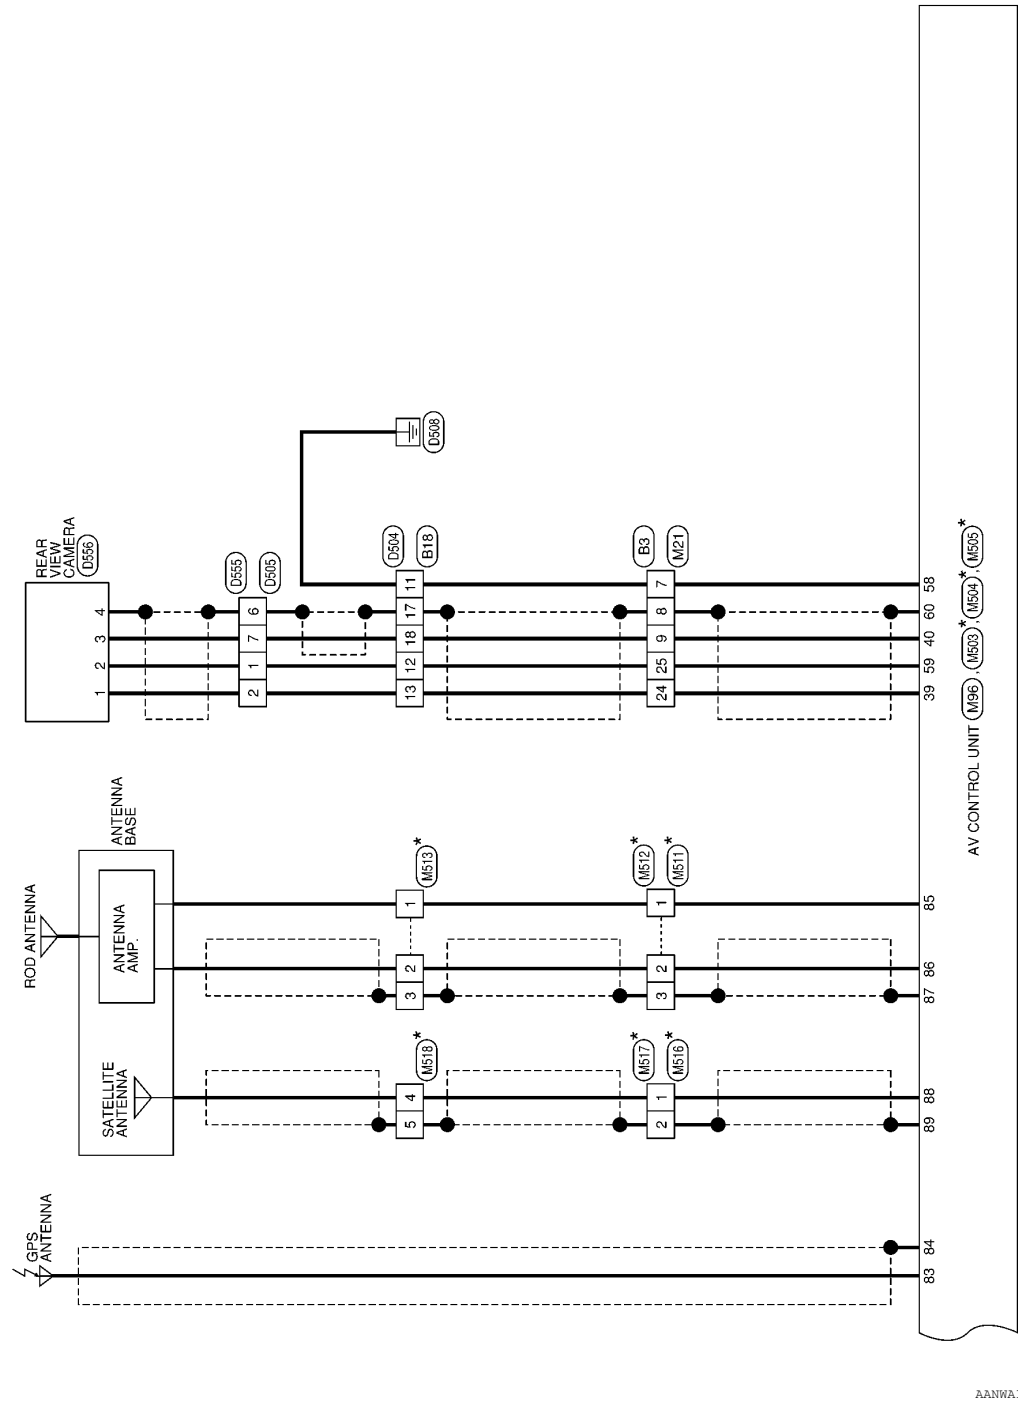 REAR
VIEW
CAMERA
D556
1 2 3 4
D555
D505
2 1 7 6
D504
B18
13 12 18 17 11
D508
B3
M21
24 25 9 8 7
39 59 40 60 58
ROD ANTENNA
ANTENNA
BASE
ANTENNA
AMP.
SATELLITE
ANTENNA
M513 *
3 2 1
M512 *
M511 *
3 2 1
87 86 85
M518 *
5 4
M517 *
M516 *
2 1
89 88
GPS
ANTENNA
83 84
AV CONTROL UNIT M96 , M503 *, M504 *, M505 *
AANWA